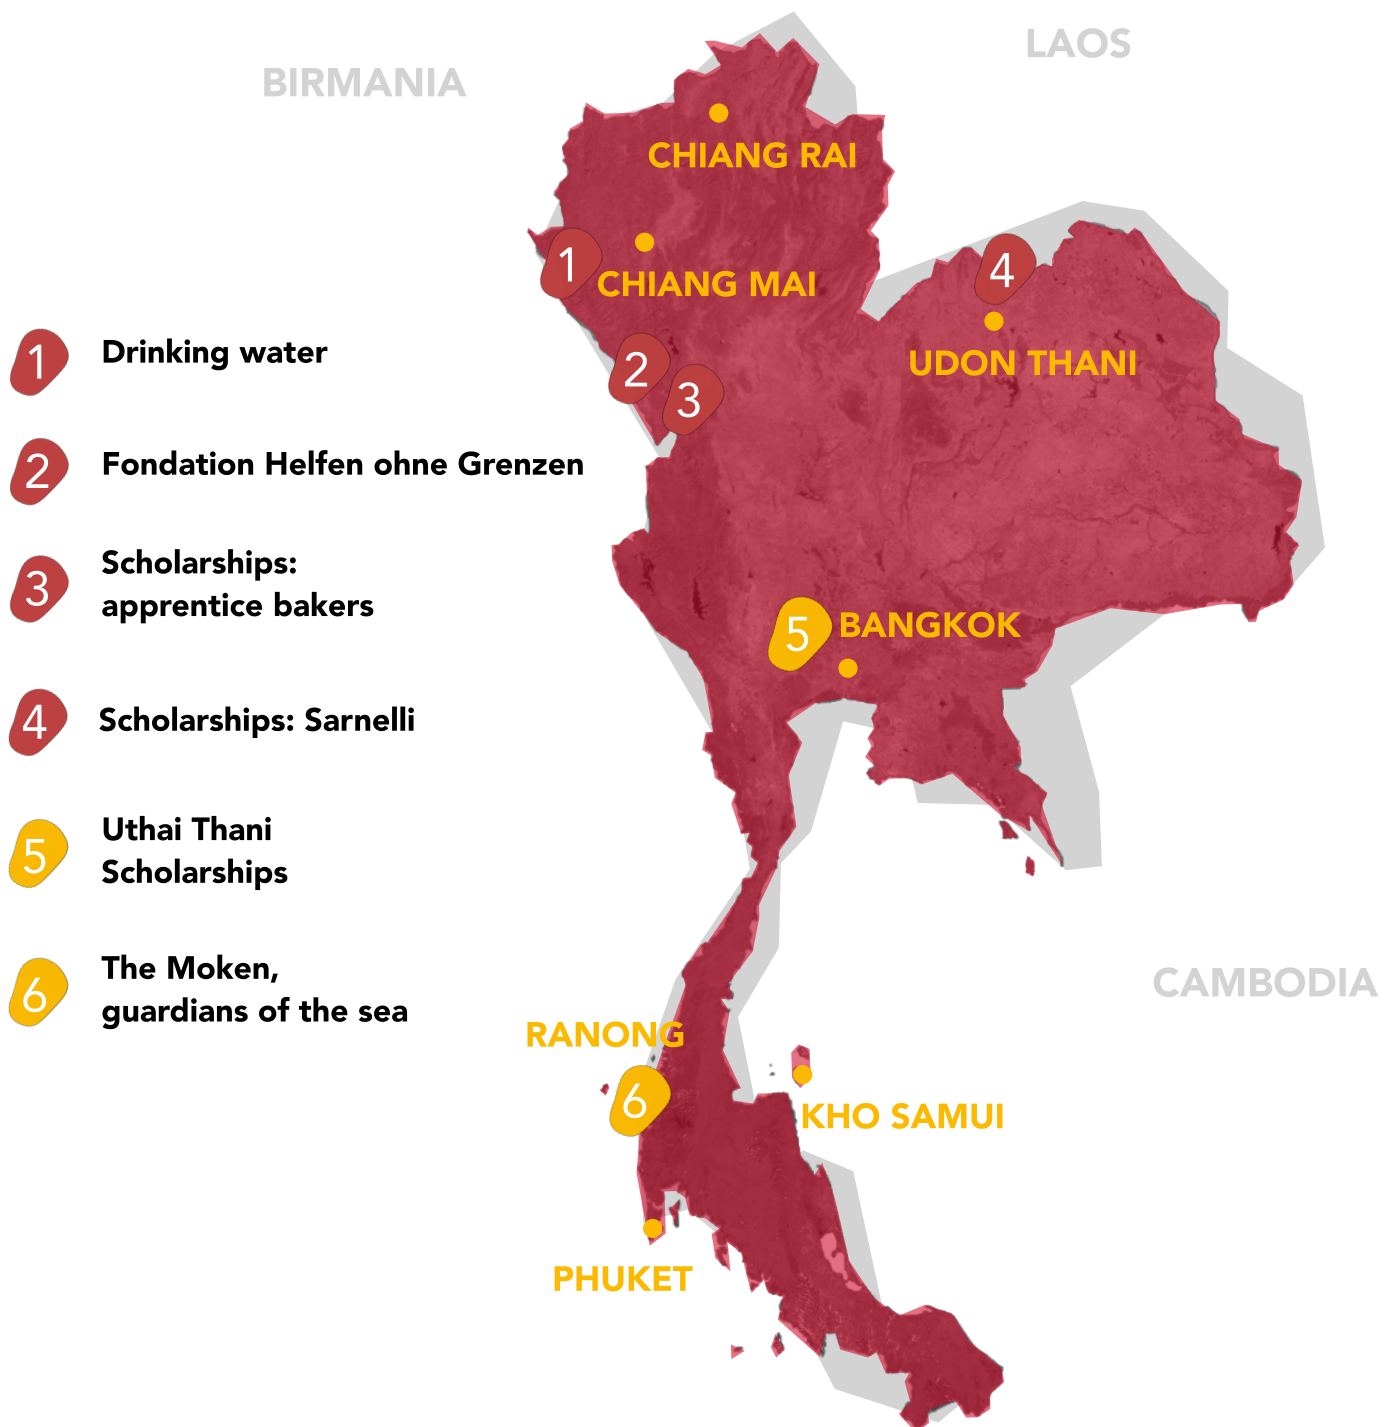 BIRMANIA
LAOS
CHIANG RAI
CHIANG MAI
UDON THANI
BANGKOK
RANONG
KHO SAMUI
PHUKET
CAMBODIA
1
2
3
4
5
6
1 Drinking water
2 Fondation Helfen ohne Grenzen
3 Scholarships:
apprentice bakers
4 Scholarships: Sarnelli
5 Uthai Thani
Scholarships
6 The Moken,
guardians of the sea